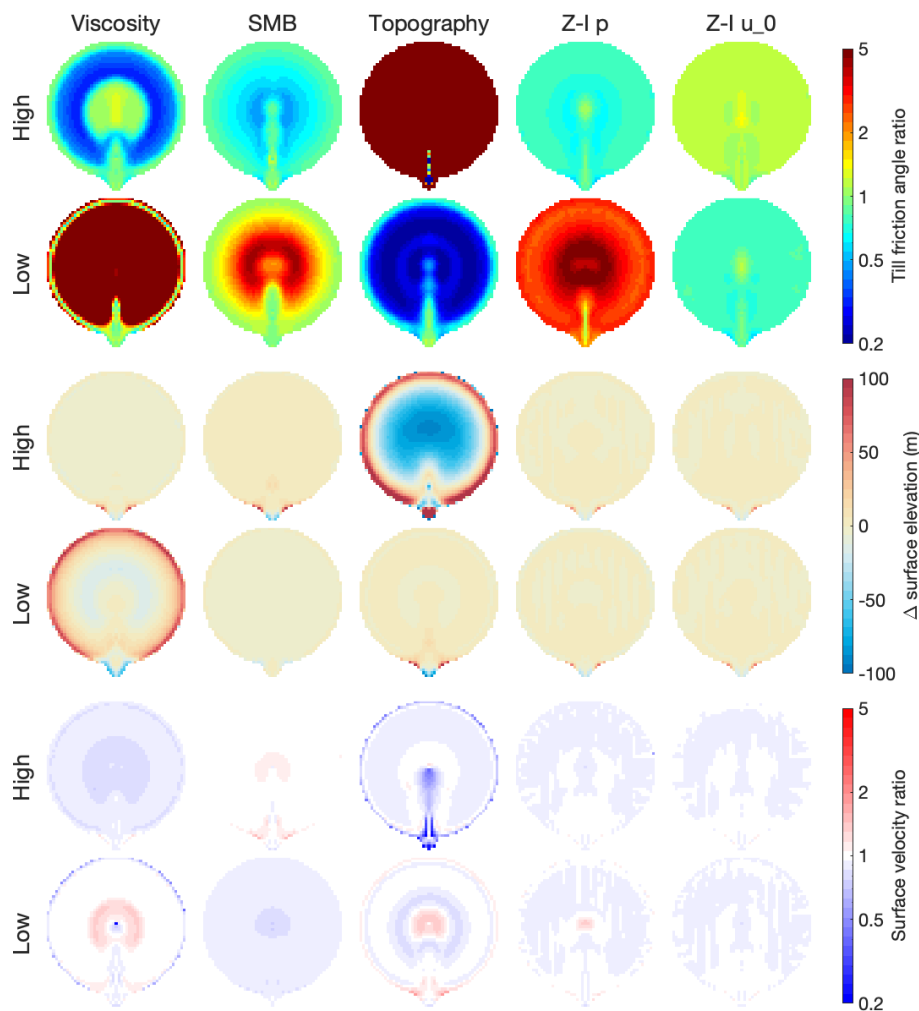 Viscosity SMB Topography Z-I p Z-I u_0
High
Low
5
2
1
0.5
0.2
Till friction angle ratio
High
Low
100
50
0
-50
-100
△ surface elevation (m)
High
Low
5
2
1
0.5
0.2
Surface velocity ratio